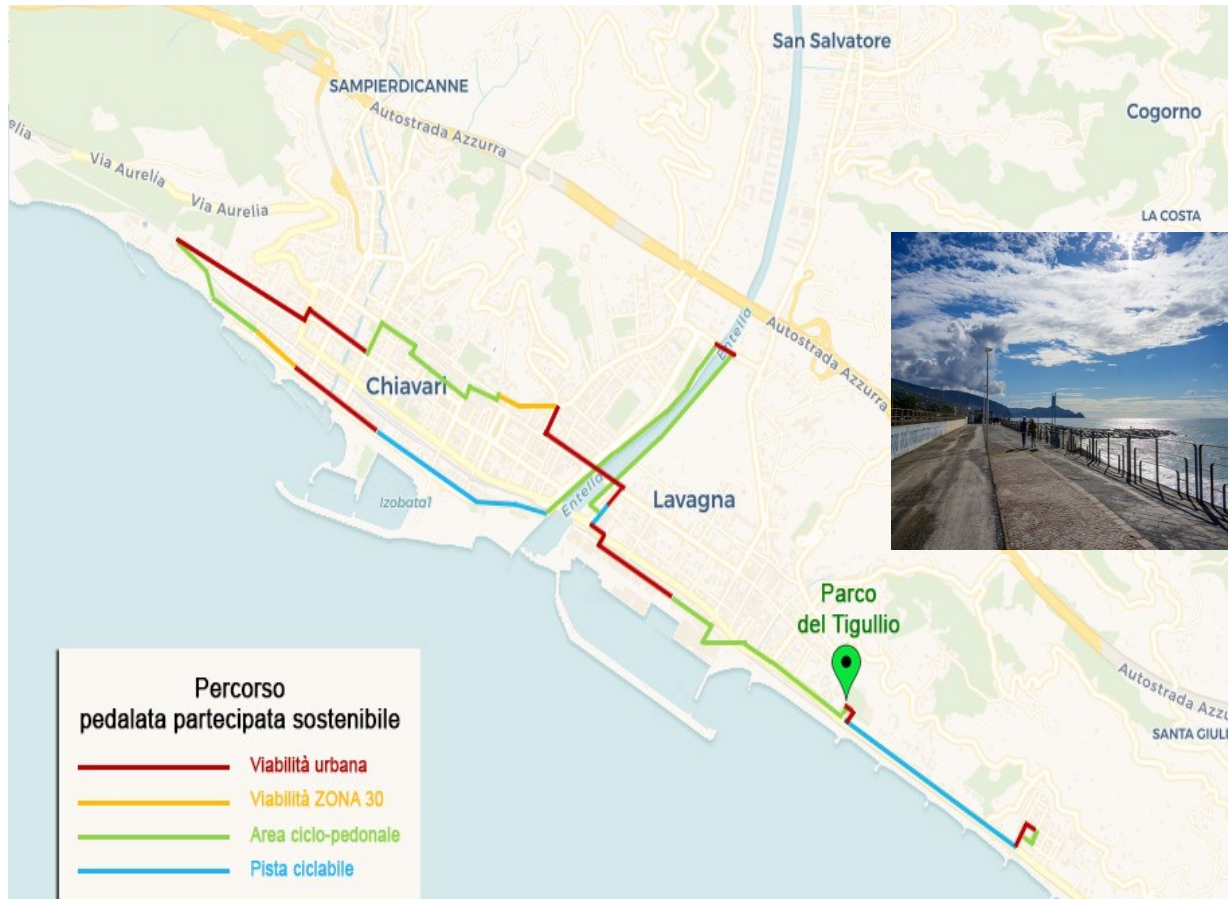 San Salvatore
SAMPIERDICANNE
Autostrada Azzurra
Cogorno
elia
Via Aurelia
Via Aurelia
LA COSTA
Entella
Autostrada Azzurra
Chiavari
Entella
Izobata1
Lavagna
Parco
del Tigullio
Autostrada Azzu
SANTA GIULI
Percorso
pedalata partecipata sostenibile
Viabilità urbana
Viabilità ZONA 30
Area ciclo-pedonale
Pista ciclabile